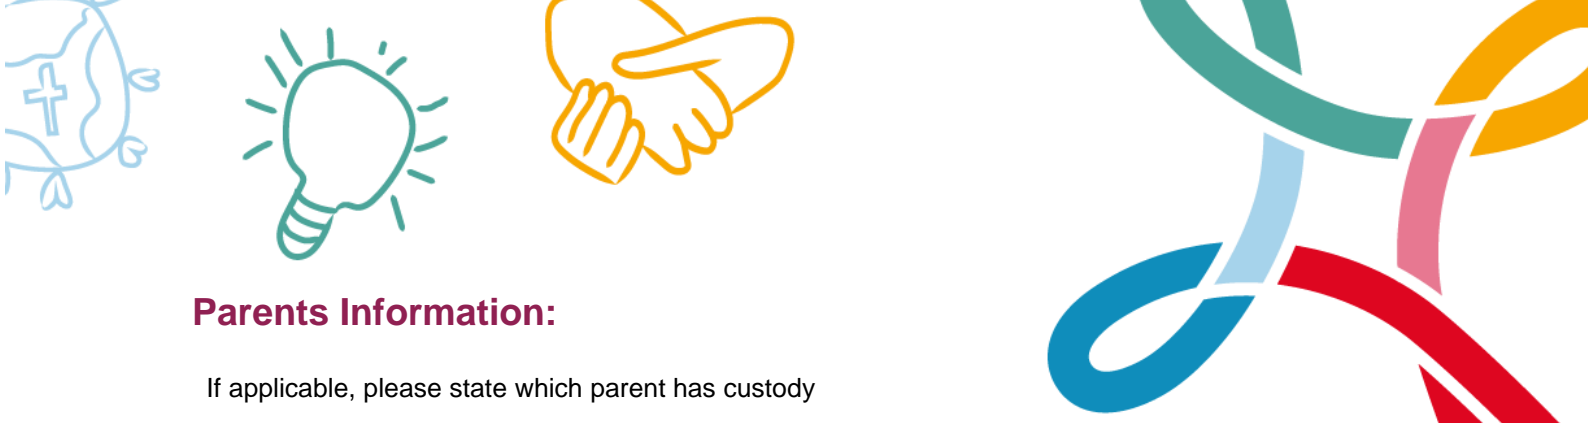 Parents Information:
If applicable, please state which parent has custody